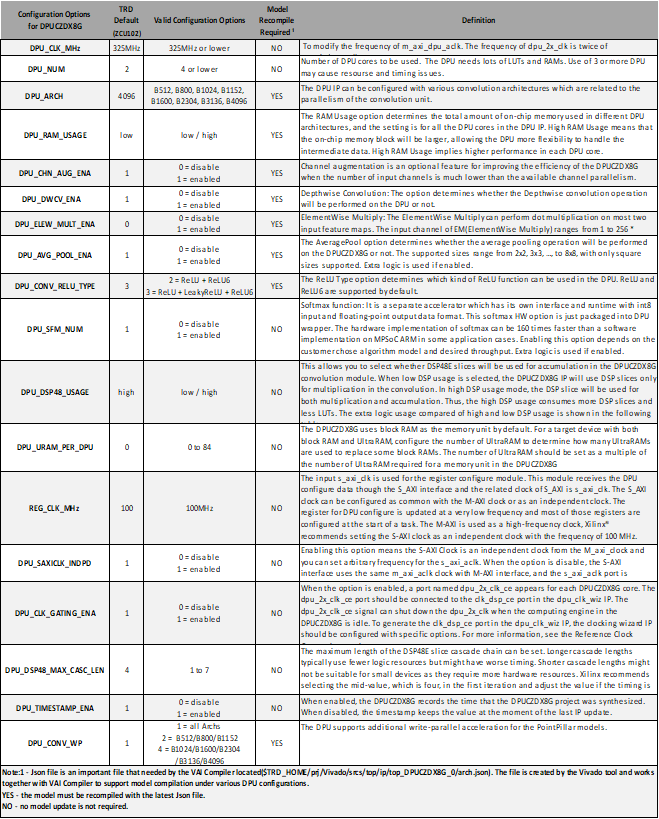 Configuration Options for DPUCZDX8G
TRD Default (ZCU102)
Valid Configuration Options
Model Recompile Required ¹
Definition
DPU_CLK_MHz
325MHz
325MHz or lower
NO
To modify the frequency of m_axi_dpu_aclk. The frequency of dpu_2x_clk is twice of
DPU_NUM
2
4 or lower
NO
Number of DPU cores to be used. The DPU needs lots of LUTs and RAMs. Use of 3 or more DPU
may cause resourse and timing issues.
DPU_ARCH
4096
B512, B800, B1024, B1152,
B1600, B2304, B3136, B4096
YES
The DPU IP can be configured with various convolution architectures which are related to the
parallelism of the convolution unit.
DPU_RAM_USAGE
low
low / high
YES
The RAM Usage option determines the total amount of on-chip memory used in different DPU
architectures, and the setting is for all the DPU cores in the DPU IP. High RAM Usage means that
the on-chip memory block will be larger, allowing the DPU more flexibility to handle the
intermediate data. High RAM Usage implies higher performance in each DPU core.
DPU_CHN_AUG_ENA
1
0 = disable
1 = enabled
YES
Channel augmentation is an optional feature for improving the efficiency of the DPUCZDX8G
when the number of input channels is much lower than the available channel parallelism.
DPU_DWCV_ENA
1
0 = disable
1 = enabled
YES
Depthwise Convolution: The option determines whether the Depthwise convolution operation
will be performed on the DPU or not.
DPU_ELEW_MULT_ENA
0
0 = disable
1 = enabled
YES
ElementWise Multiply: The ElementWise Multiply can perform dot multiplication on most two
input feature maps. The input channel of EM(ElementWise Multiply) ranges from 1 to 256 *
DPU_AVG_POOL_ENA
1
0 = disable
1 = enabled
YES
The AveragePool option determines whether the average pooling operation will be performed
on the DPUCZDX8G or not. The supported sizes range from 2x2, 3x3, …, to 8x8, with only square
sizes supported. Extra logic is used if enabled.
DPU_CONV_RELU_TYPE
3
2 = ReLU + ReLU6
3 = ReLU + LeakyReLU + ReLU6
YES
The ReLU Type option determines which kind of ReLU function can be used in the DPU. ReLU and
ReLU6 are supported by default.
DPU_SFM_NUM
1
0 = disable
1 = enabled
NO
Softmax function: It is a separate accelerator which has its own interface and runtime with int8
input and floating-point output data format. This softmax HW option is just packaged into DPU
wrapper. The hardware implementation of softmax can be 160 times faster than a software
implementation on MPSoC ARM in some application cases. Enabling this option depends on the
customer chose algorithm model and desired throughput. Extra logic is used if enabled.
DPU_DSP48_USAGE
high
low / high
NO
This allows you to select whether DSP48E slices will be used for accumulation in the DPUCZDX8G
convolution module. When low DSP usage is selected, the DPUCZDX8G IP will use DSP slices only
for multiplication in the convolution. In high DSP usage mode, the DSP slice will be used for
both multiplication and accumulation. Thus, the high DSP usage consumes more DSP slices and
less LUTs. The extra logic usage compared of high and low DSP usage is shown in the following
DPU_URAM_PER_DPU
0
0 to 84
NO
The DPUCZDX8G uses block RAM as the memory unit by default. For a target device with both
block RAM and UltraRAM, configure the number of UltraRAM to determine how many UltraRAMs
are used to replace some block RAMs. The number of UltraRAM should be set as a multiple of
the number of UltraRAM required for a memory unit in the DPUCZDX8G
REG_CLK_MHz
100
100MHz
NO
The input s_axi_clk is used for the register configure module. This module receives the DPU
configure data though the S_AXI interface and the related clock of S_AXI is s_axi_clk. The S_AXI
clock can be configured as common with the M-AXI clock or as an independent clock. The
register for DPU configure is updated at a very low frequency and most of those registers are
configured at the start of a task. The M-AXI is used as a high-frequency clock, Xilinx®
recommends setting the S-AXI clock as an independent clock with the frequency of 100 MHz.
DPU_SAXICLK_INDPD
1
0 = disable
1 = enabled
NO
Enabling this option means the S-AXI Clock is an independent clock from the M_axi_clock and
you can set arbitrary frequency for the s_axi_aclk. When the option is disable, the S-AXI
interface uses the same m_axi_aclk clock with M-AXI interface, and the s_axi_aclk port is
DPU_CLK_GATING_ENA
1
0 = disable
1 = enabled
NO
When the option is enabled, a port named dpu_2x_clk_ce appears for each DPUCZDX8G core. The
dpu_2x_clk_ce port should be connected to the clk_dsp_ce port in the dpu_clk_wiz IP. The
dpu_2x_clk_ce signal can shut down the dpu_2x_clk when the computing engine in the
DPUCZDX8G is idle. To generate the clk_dsp_ce port in the dpu_clk_wiz IP, the clocking wizard IP
should be configured with specific options. For more information, see the Reference Clock
DPU_DSP48_MAX_CASC_LEN
4
1 to 7
NO
The maximum length of the DSP48E slice cascade chain can be set. Longer cascade lengths
typically use fewer logic resources but might have worse timing. Shorter cascade lengths might
not be suitable for small devices as they require more hardware resources. Xilinx recommends
selecting the mid-value, which is four, in the first iteration and adjust the value if the timing is
DPU_TIMESTAMP_ENA
1
0 = disable
1 = enabled
NO
When enabled, the DPUCZDX8G records the time that the DPUCZDX8G project was synthesized.
When disabled, the timestamp keeps the value at the moment of the last IP update.
DPU_CONV_WP
1
1 = all Archs
2 = B512/B800/B1152
4 = B1024/B1600/B2304
/B3136/B4096
YES
The DPU supports additional write-parallel acceleration for the PointPillar models.
Note:1 - Json file is an important file that needed by the VAI Compiler located($TRD_HOME/prj/Vivado/srcs/top/ip/top_DPUCZDX8G_0/arch.json). The file is created by the Vivado tool and works
together with VAI Compiler to support model compilation under various DPU configurations.
YES - the model must be recompiled with the latest Json file.
NO - no model update is not required.